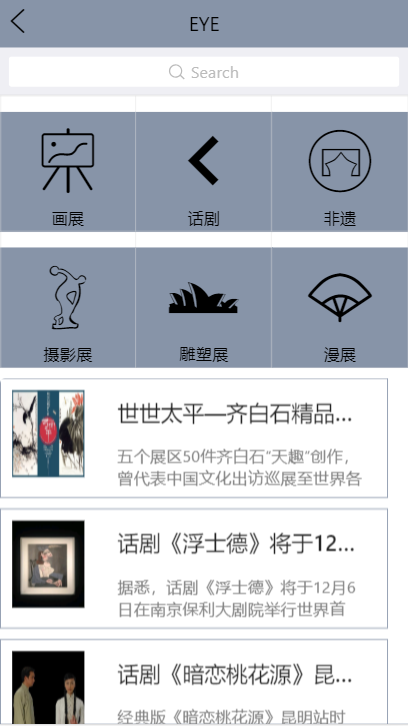 EYE
Search
画展
话剧
非遗
摄影展
雕塑展
漫展
世世太平—齐白石精品...
五个展区50件齐白石“天趣”创作，
曾代表中国文化出访巡展至世界各
话剧《浮士德》将于12...
据悉，话剧《浮士德》将于12月6
日在南京保利大剧院举行世界首
话剧《暗恋桃花源》昆...
经典版《暗恋桃花源》昆明站时